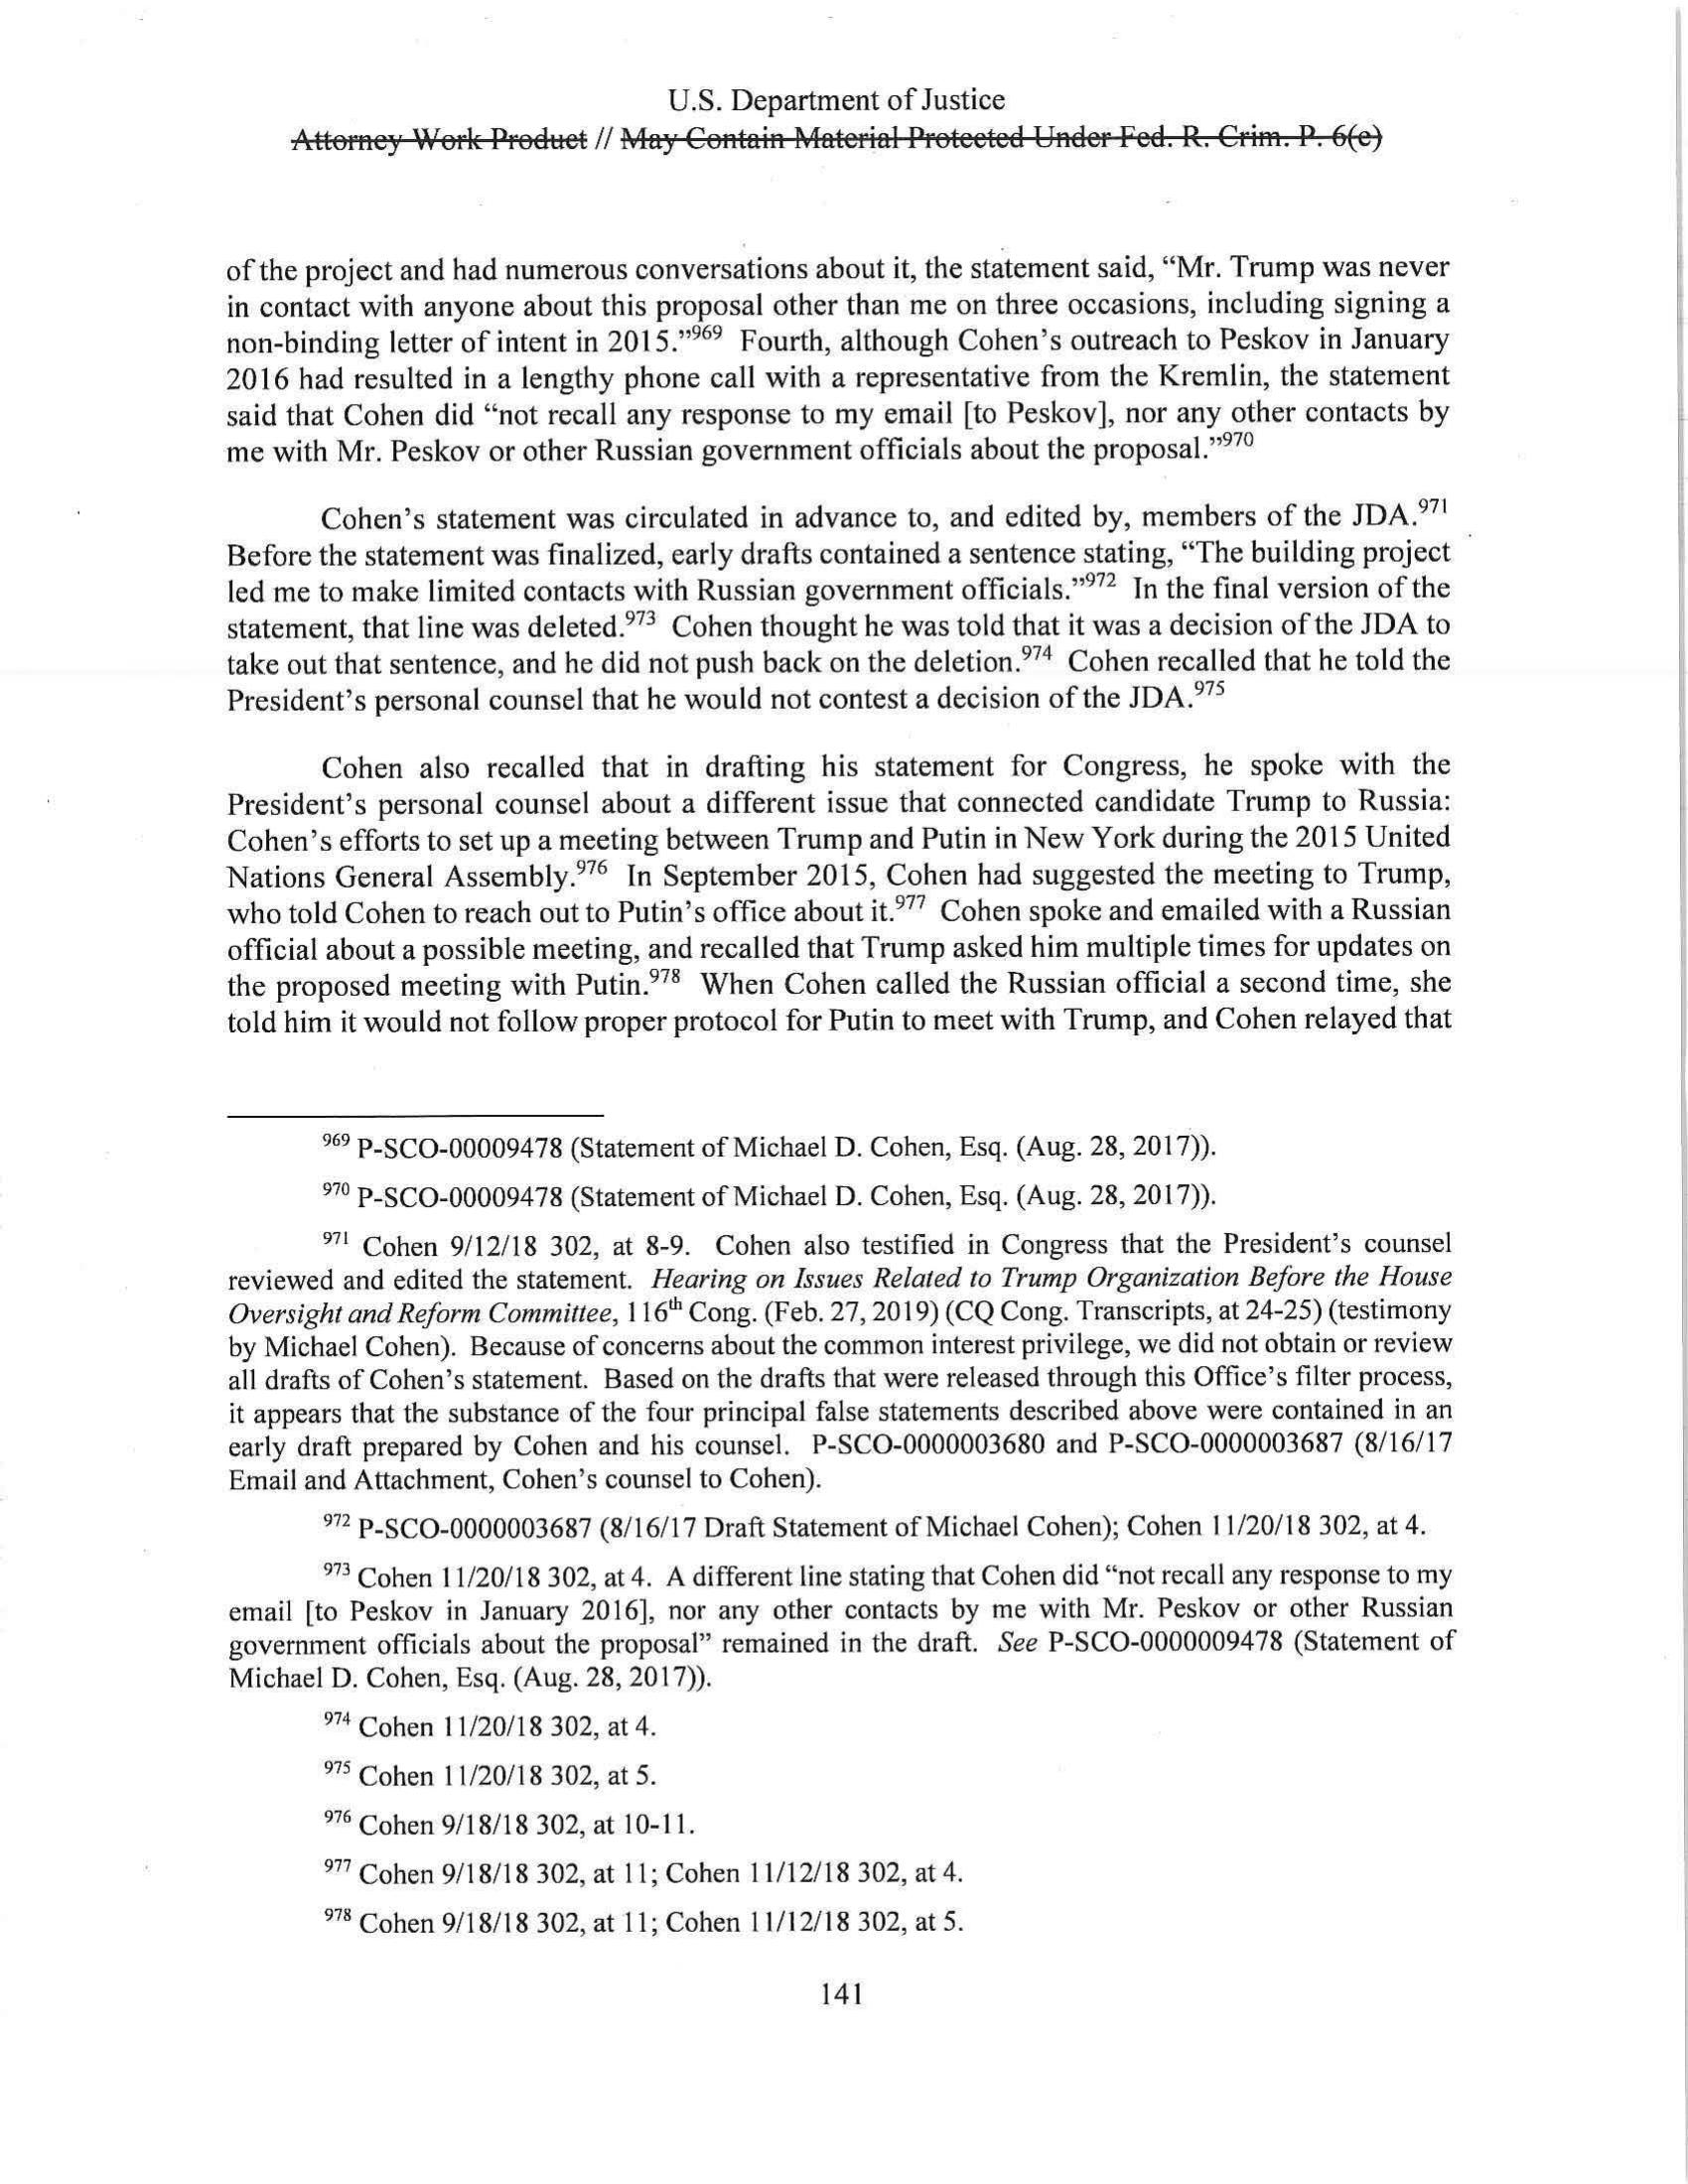 U.S. Department of Justice
Attorney Work Product // May Contain Material Protected Under Fed. R. Crim. P. 6(e)
of the project and had numerous conversations about it, the statement said, “Mr. Trump was never
in contact with anyone about this proposal other than me on three occasions, including signing a
non-binding letter of intent in 2015.”969 Fourth, although Cohen’s outreach to Peskov in January
2016 had resulted in a lengthy phone call with a representative from the Kremlin, the statement
said that Cohen did “not recall any response to my email [to Peskov], nor any other contacts by
me with Mr. Peskov or other Russian government officials about the proposal.”970
Cohen’s statement was circulated in advance to, and edited by, members of the JDA.971
Before the statement was finalized, early drafts contained a sentence stating, “The building project
led me to make limited contacts with Russian government officials.”972 In the final version of the
statement, that line was deleted.973 Cohen thought he was told that it was a decision of the JDA to
take out that sentence, and he did not push back on the deletion.974 Cohen recalled that he told the
President’s personal counsel that he would not contest a decision of the JDA.975
Cohen also recalled that in drafting his statement for Congress, he spoke with the
President’s personal counsel about a different issue that connected candidate Trump to Russia:
Cohen’s efforts to set up a meeting between Trump and Putin in New York during the 2015 United
Nations General Assembly.976 In September 2015, Cohen had suggested the meeting to Trump,
who told Cohen to reach out to Putin’s office about it.977 Cohen spoke and emailed with a Russian
official about a possible meeting, and recalled that Trump asked him multiple times for updates on
the proposed meeting with Putin.978 When Cohen called the Russian official a second time, she
told him it would not follow proper protocol for Putin to meet with Trump, and Cohen relayed that
969 P-SCO-00009478 (Statement of Michael D. Cohen, Esq. (Aug. 28, 2017)).
970 P-SCO-00009478 (Statement of Michael D. Cohen, Esq. (Aug. 28, 2017)).
971 Cohen 9/12/18 302, at 8-9. Cohen also testified in Congress that the President’s counsel
reviewed and edited the statement. Hearing on Issues Related to Trump Organization Before the House
Oversight and Reform Committee, 116th Cong. (Feb. 27, 2019) (CQ Cong. Transcripts, at 24-25) (testimony
by Michael Cohen). Because of concerns about the common interest privilege, we did not obtain or review
all drafts of Cohen’s statement. Based on the drafts that were released through this Office’s filter process,
it appears that the substance of the four principal false statements described above were contained in an
early draft prepared by Cohen and his counsel. P-SCO-0000003680 and P-SCO-0000003687 (8/16/17
Email and Attachment, Cohen’s counsel to Cohen).
972 P-SCO-0000003687 (8/16/17 Draft Statement of Michael Cohen); Cohen 11/20/18 302, at 4.
973 Cohen 11/20/18 302, at 4. A different line stating that Cohen did “not recall any response to my
email [to Peskov in January 2016], nor any other contacts by me with Mr. Peskov or other Russian
government officials about the proposal” remained in the draft. See P-SCO-0000009478 (Statement of
Michael D. Cohen, Esq. (Aug. 28, 2017)).
974 Cohen 11/20/18 302, at 4.
975 Cohen 11/20/18 302, at 5.
976 Cohen 9/18/18 302, at 10-11.
977 Cohen 9/18/18 302, at 11; Cohen 11/12/18 302, at 4.
978 Cohen 9/18/18 302, at 11; Cohen 11/12/18 302, at 5.
141